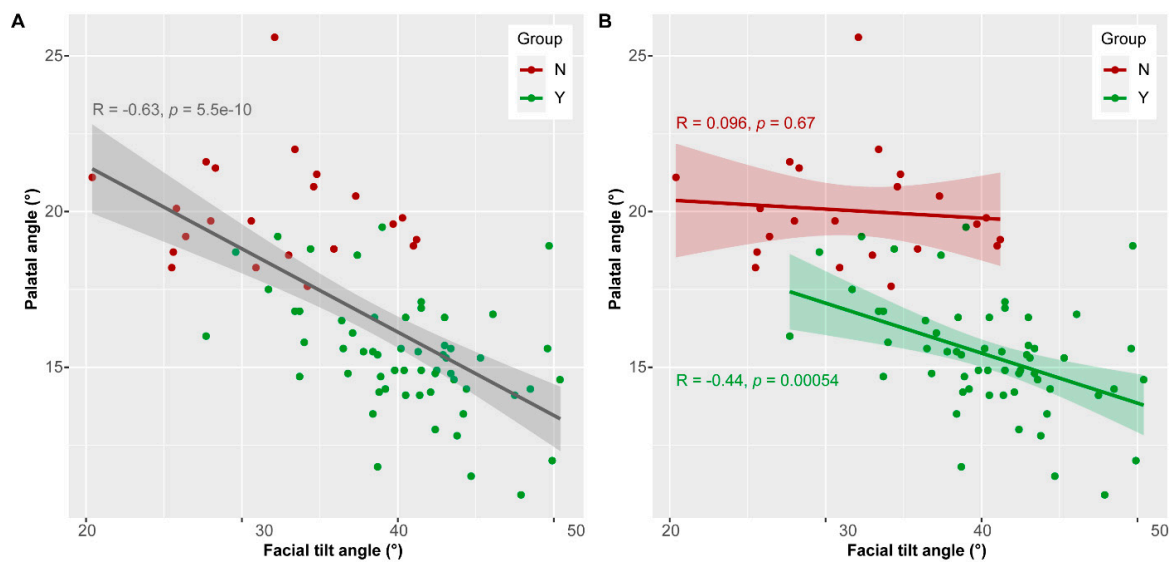 A
Group
N
Y
R = -0.63, p = 5.5e-10
25
20
15
Palatal angle (°)
20
30
40
50
Facial tilt angle (°)
B
Group
N
Y
R = 0.096, p = 0.67
R = -0.44, p = 0.00054
25
20
15
Palatal angle (°)
20
30
40
50
Facial tilt angle (°)